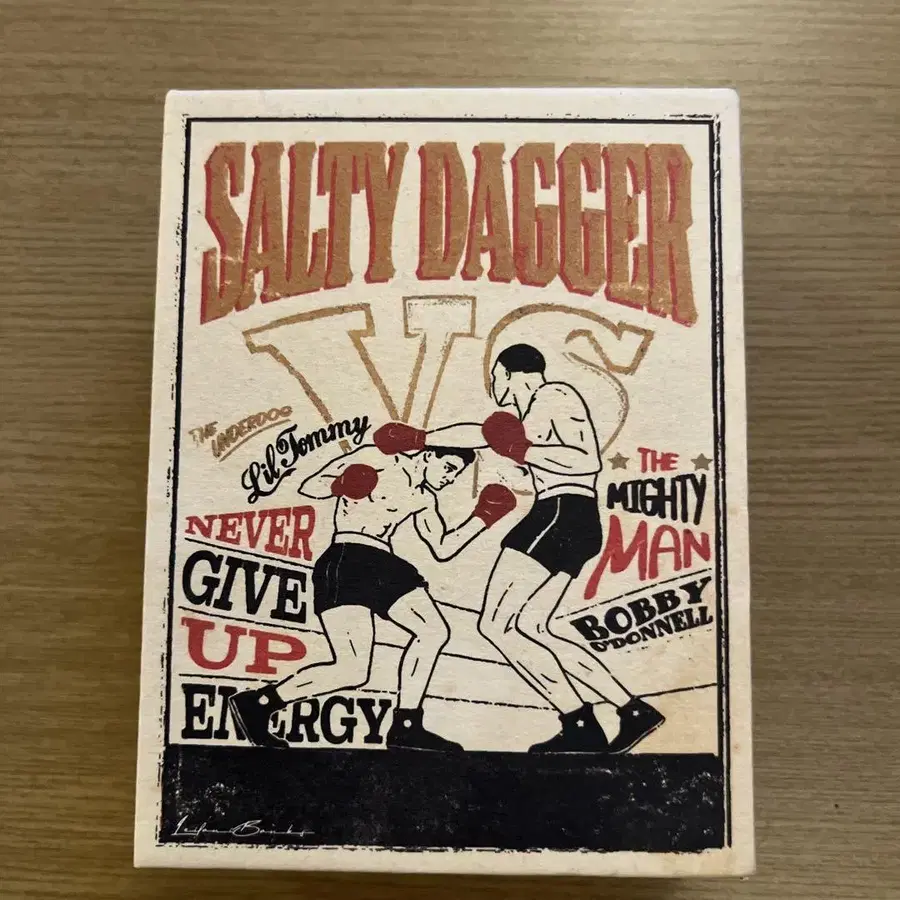 SALTY DAGGER
VS
THE
UNDERDOG
Lil Tommy
NEVER
GIVE
UP
ENERGY
THE
MIGHTY
MAN
BOBBY
O'DONNELL